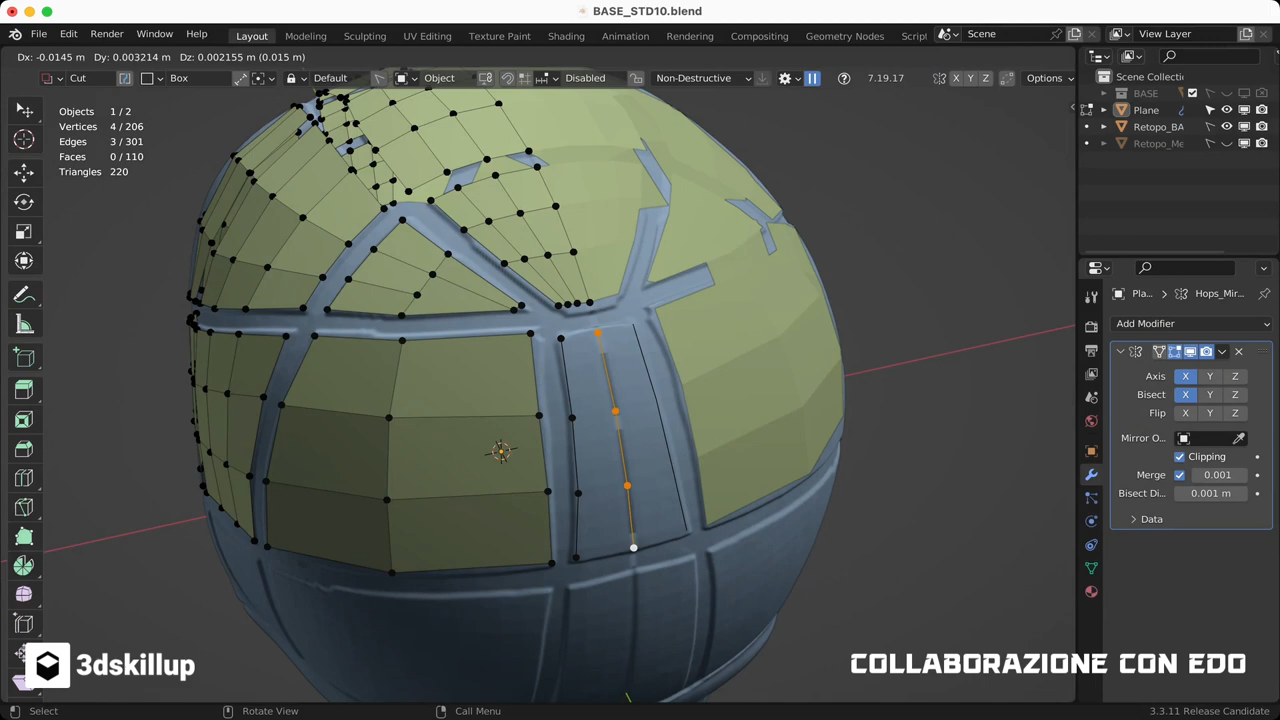 BASE_STD10.blend
File Edit Render Window Help
Layout Modeling Sculpting UV Editing Texture Paint Shading Animation Rendering Compositing Geometry Nodes Script
Scene
View Layer
Dx: -0.0145 m Dy: 0.003214 m Dz: 0.002155 m (0.015 m)
Cut Box Default Object Disabled Non-Destructive 7.19.17 X Y Z Options
Objects 1 / 2
Vertices 4 / 206
Edges 3 / 301
Faces 0 / 110
Triangles 220
Scene Collecti
BASE
Plane
Retopo_BA
Retopo_Me
Pla... Hops_Mir...
Add Modifier
Axis X Y Z
Bisect X Y Z
Flip X Y Z
Mirror O...
Clipping
Merge 0.001
Bisect Di... 0.001 m
Data
3dskillup
COLLABORAZIONE CON EDO
Select Rotate View Call Menu 3.3.11 Release Candidate